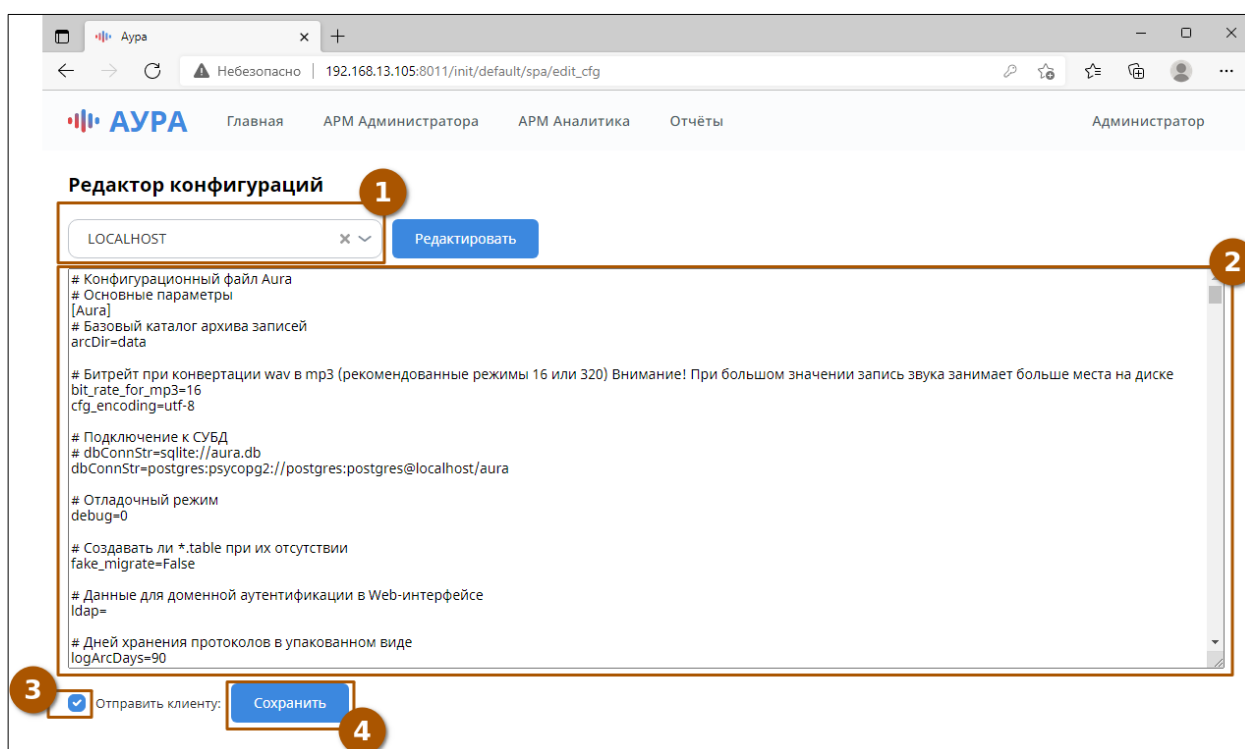 Аура
Небезопасно | 192.168.13.105:8011/init/default/spa/edit_cfg
АУРА Главная АРМ Администратора АРМ Аналитика Отчёты Администратор
Редактор конфигураций
1
LOCALHOST Редактировать
2
# Конфигурационный файл Aura
# Основные параметры
[Aura]
# Базовый каталог архива записей
arcDir=data
# Битрейт при конвертации wav в mp3 (рекомендованные режимы 16 или 320) Внимание! При большом значении запись звука занимает больше места на диске
bit_rate_for_mp3=16
cfg_encoding=utf-8
# Подключение к СУБД
# dbConnStr=sqlite://aura.db
dbConnStr=postgres:psycopg2://postgres:postgres@localhost/aura
# Отладочный режим
debug=0
# Создавать ли *.table при их отсутствии
fake_migrate=False
# Данные для доменной аутентификации в Web-интерфейсе
ldap=
# Дней хранения протоколов в упакованном виде
logArcDays=90
3
Отправить клиенту: Сохранить
4